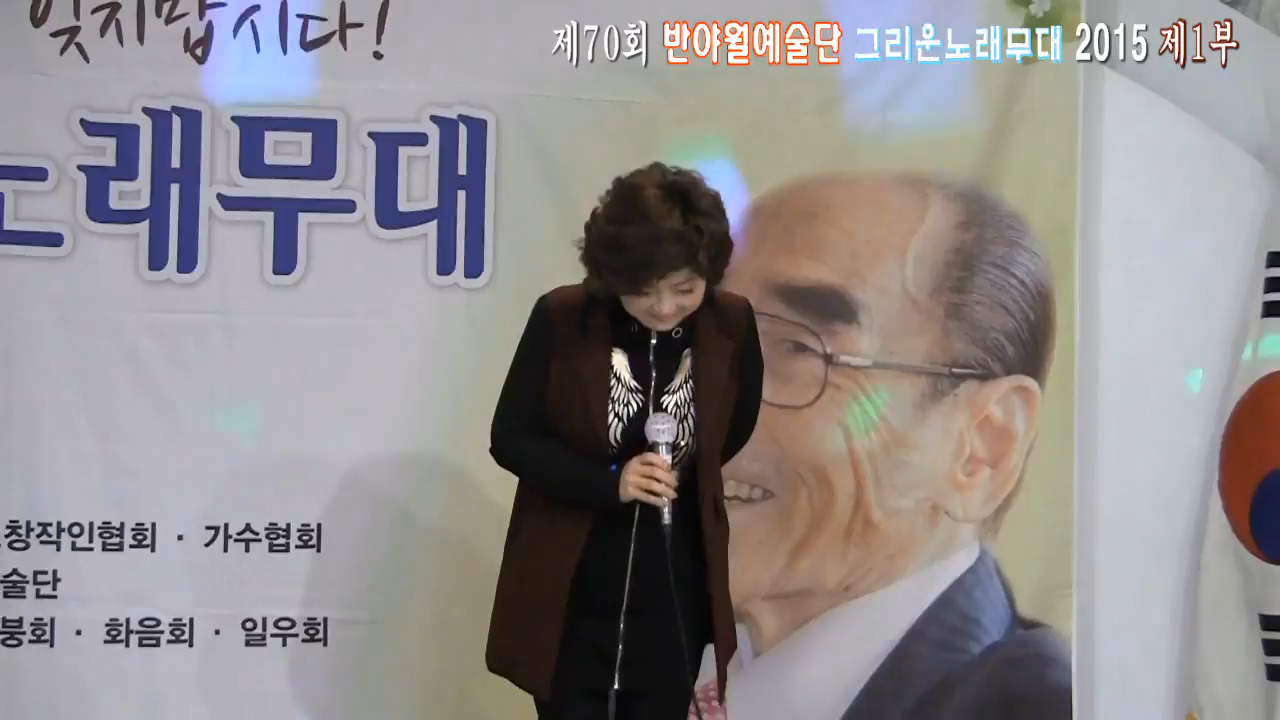 잊지맙시다!
제70회 반야월예술단 그리운노래무대 2015 제1부
노래무대
창작인협회 · 가수협회
술단
붕회 · 화음회 · 일우회